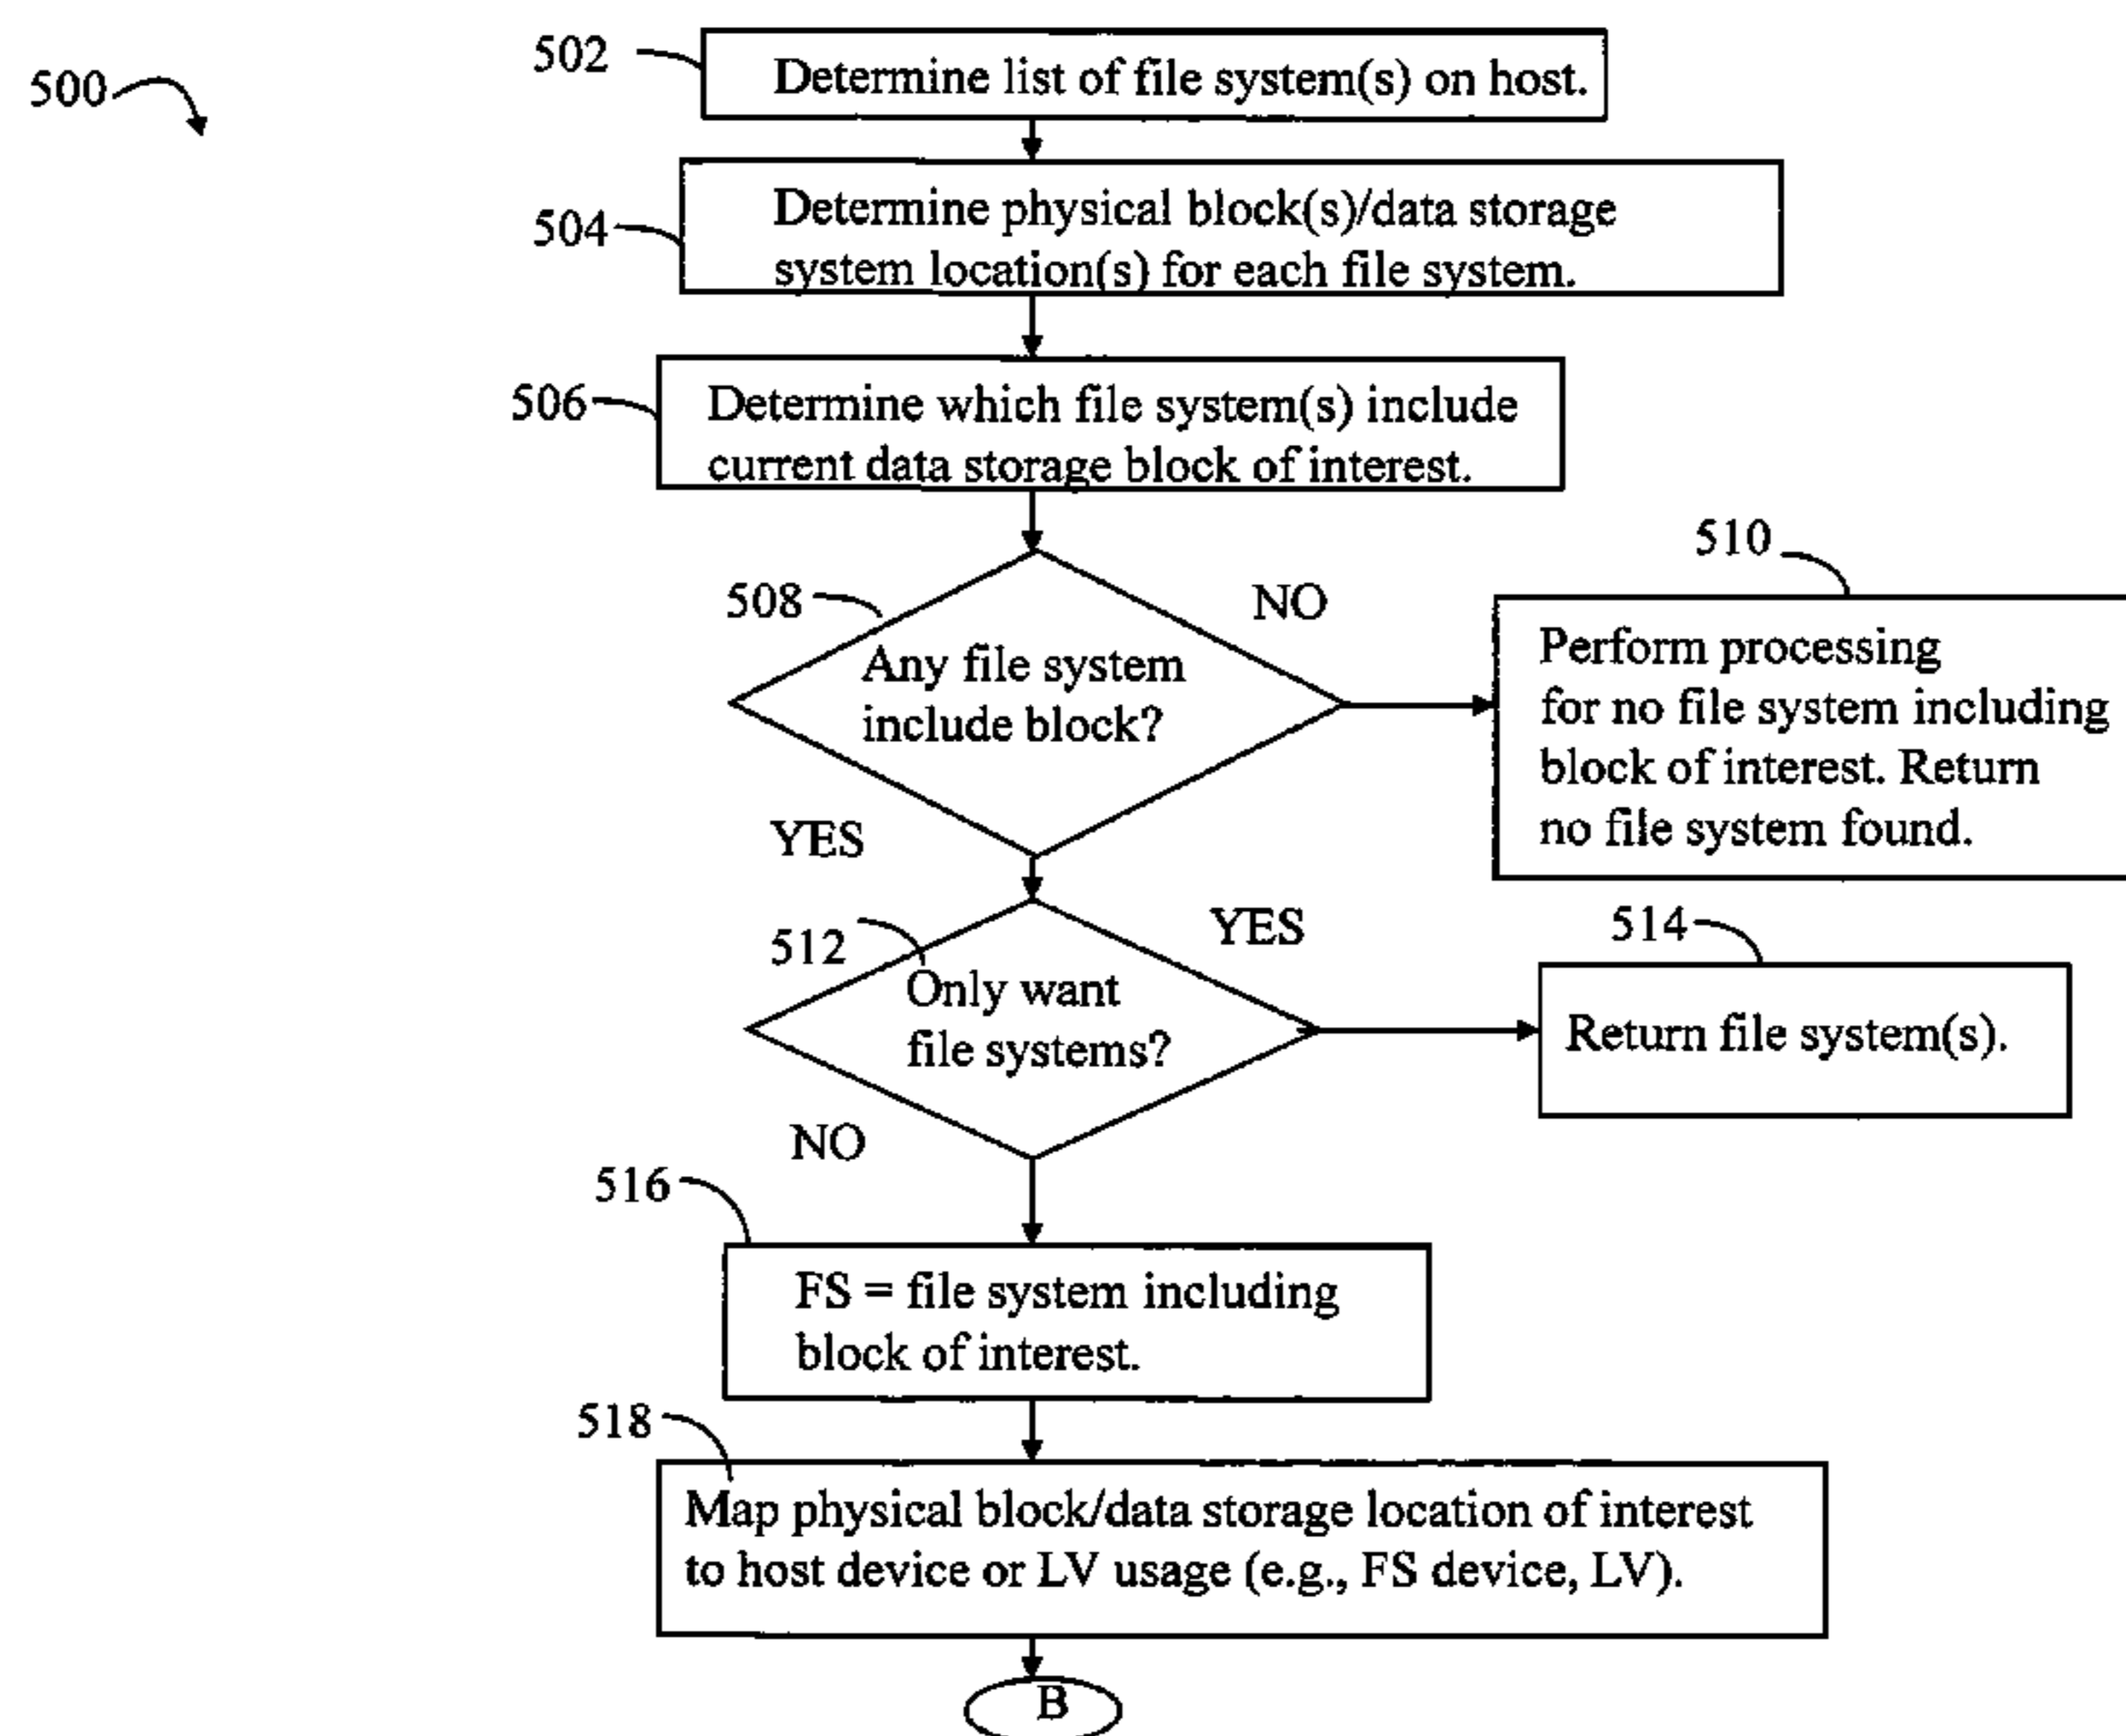 500
502
Determine list of file system(s) on host.
504
Determine physical block(s)/data storage
system location(s) for each file system.
506
Determine which file system(s) include
current data storage block of interest.
508
Any file system
include block?
NO
YES
510
Perform processing
for no file system including
block of interest. Return
no file system found.
512
Only want
file systems?
YES
NO
514
Return file system(s).
516
FS = file system including
block of interest.
518
Map physical block/data storage location of interest
to host device or LV usage (e.g., FS device, LV).
B